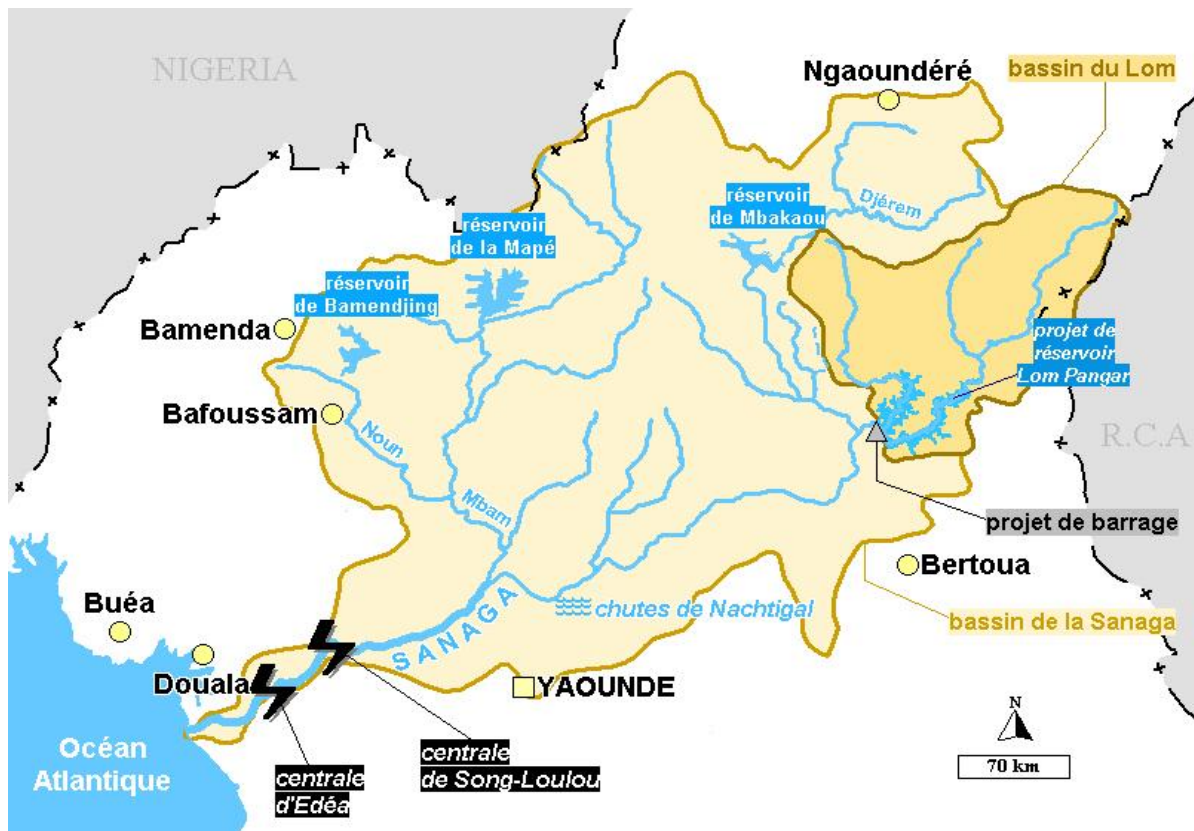 NIGERIA
Ngaoundéré
bassin du Lom
réservoir
de Mbakaou
Djérem
réservoir
de la Mapé
réservoir
de Bamendjing
Bamenda
projet de
réservoir
Lom Pangar
Bafoussam
Noun
R.C.A
Mbam
projet de barrage
Bertoua
Buéa
chutes de Nachtigal
bassin de la Sanaga
SANAGA
Douala
YAOUNDE
N
Océan
Atlantique
centrale
de Song-Loulou
70 km
centrale
d'Edéa